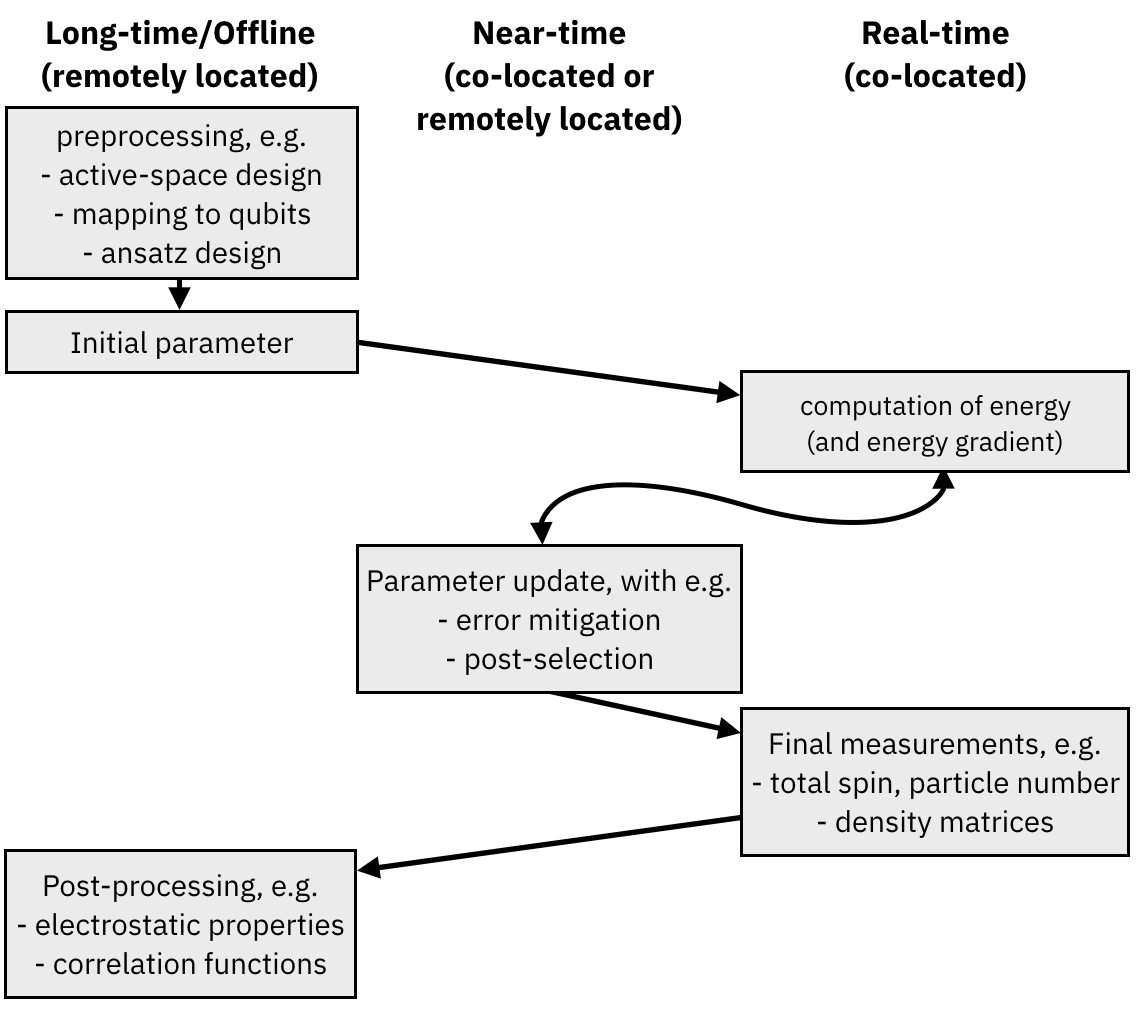 Long-time/Offline
(remotely located)
Near-time
(co-located or
remotely located)
Real-time
(co-located)
preprocessing, e.g.
- active-space design
- mapping to qubits
- ansatz design
Initial parameter
computation of energy
(and energy gradient)
Parameter update, with e.g.
- error mitigation
- post-selection
Final measurements, e.g.
- total spin, particle number
- density matrices
Post-processing, e.g.
- electrostatic properties
- correlation functions